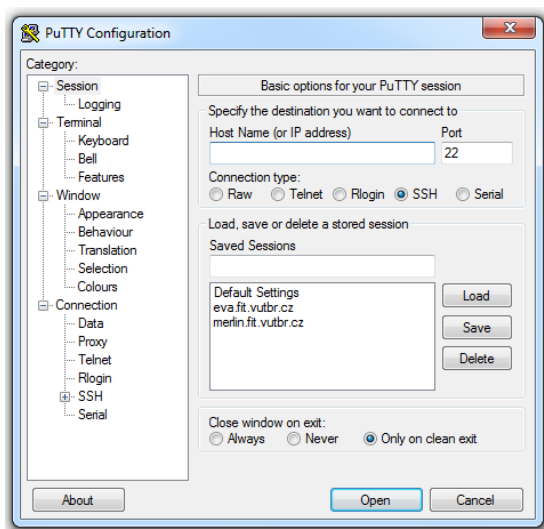 PuTTY Configuration
Category:
Session
Logging
Terminal
Keyboard
Bell
Features
Window
Appearance
Behaviour
Translation
Selection
Colours
Connection
Data
Proxy
Telnet
Rlogin
SSH
Serial
Basic options for your PuTTY session
Specify the destination you want to connect to
Host Name (or IP address) Port
22
Connection type:
Raw Telnet Rlogin SSH Serial
Load, save or delete a stored session
Saved Sessions
Default Settings
eva.fit.vutbr.cz
merlin.fit.vutbr.cz
Load
Save
Delete
Close window on exit:
Always Never Only on clean exit
About Open Cancel